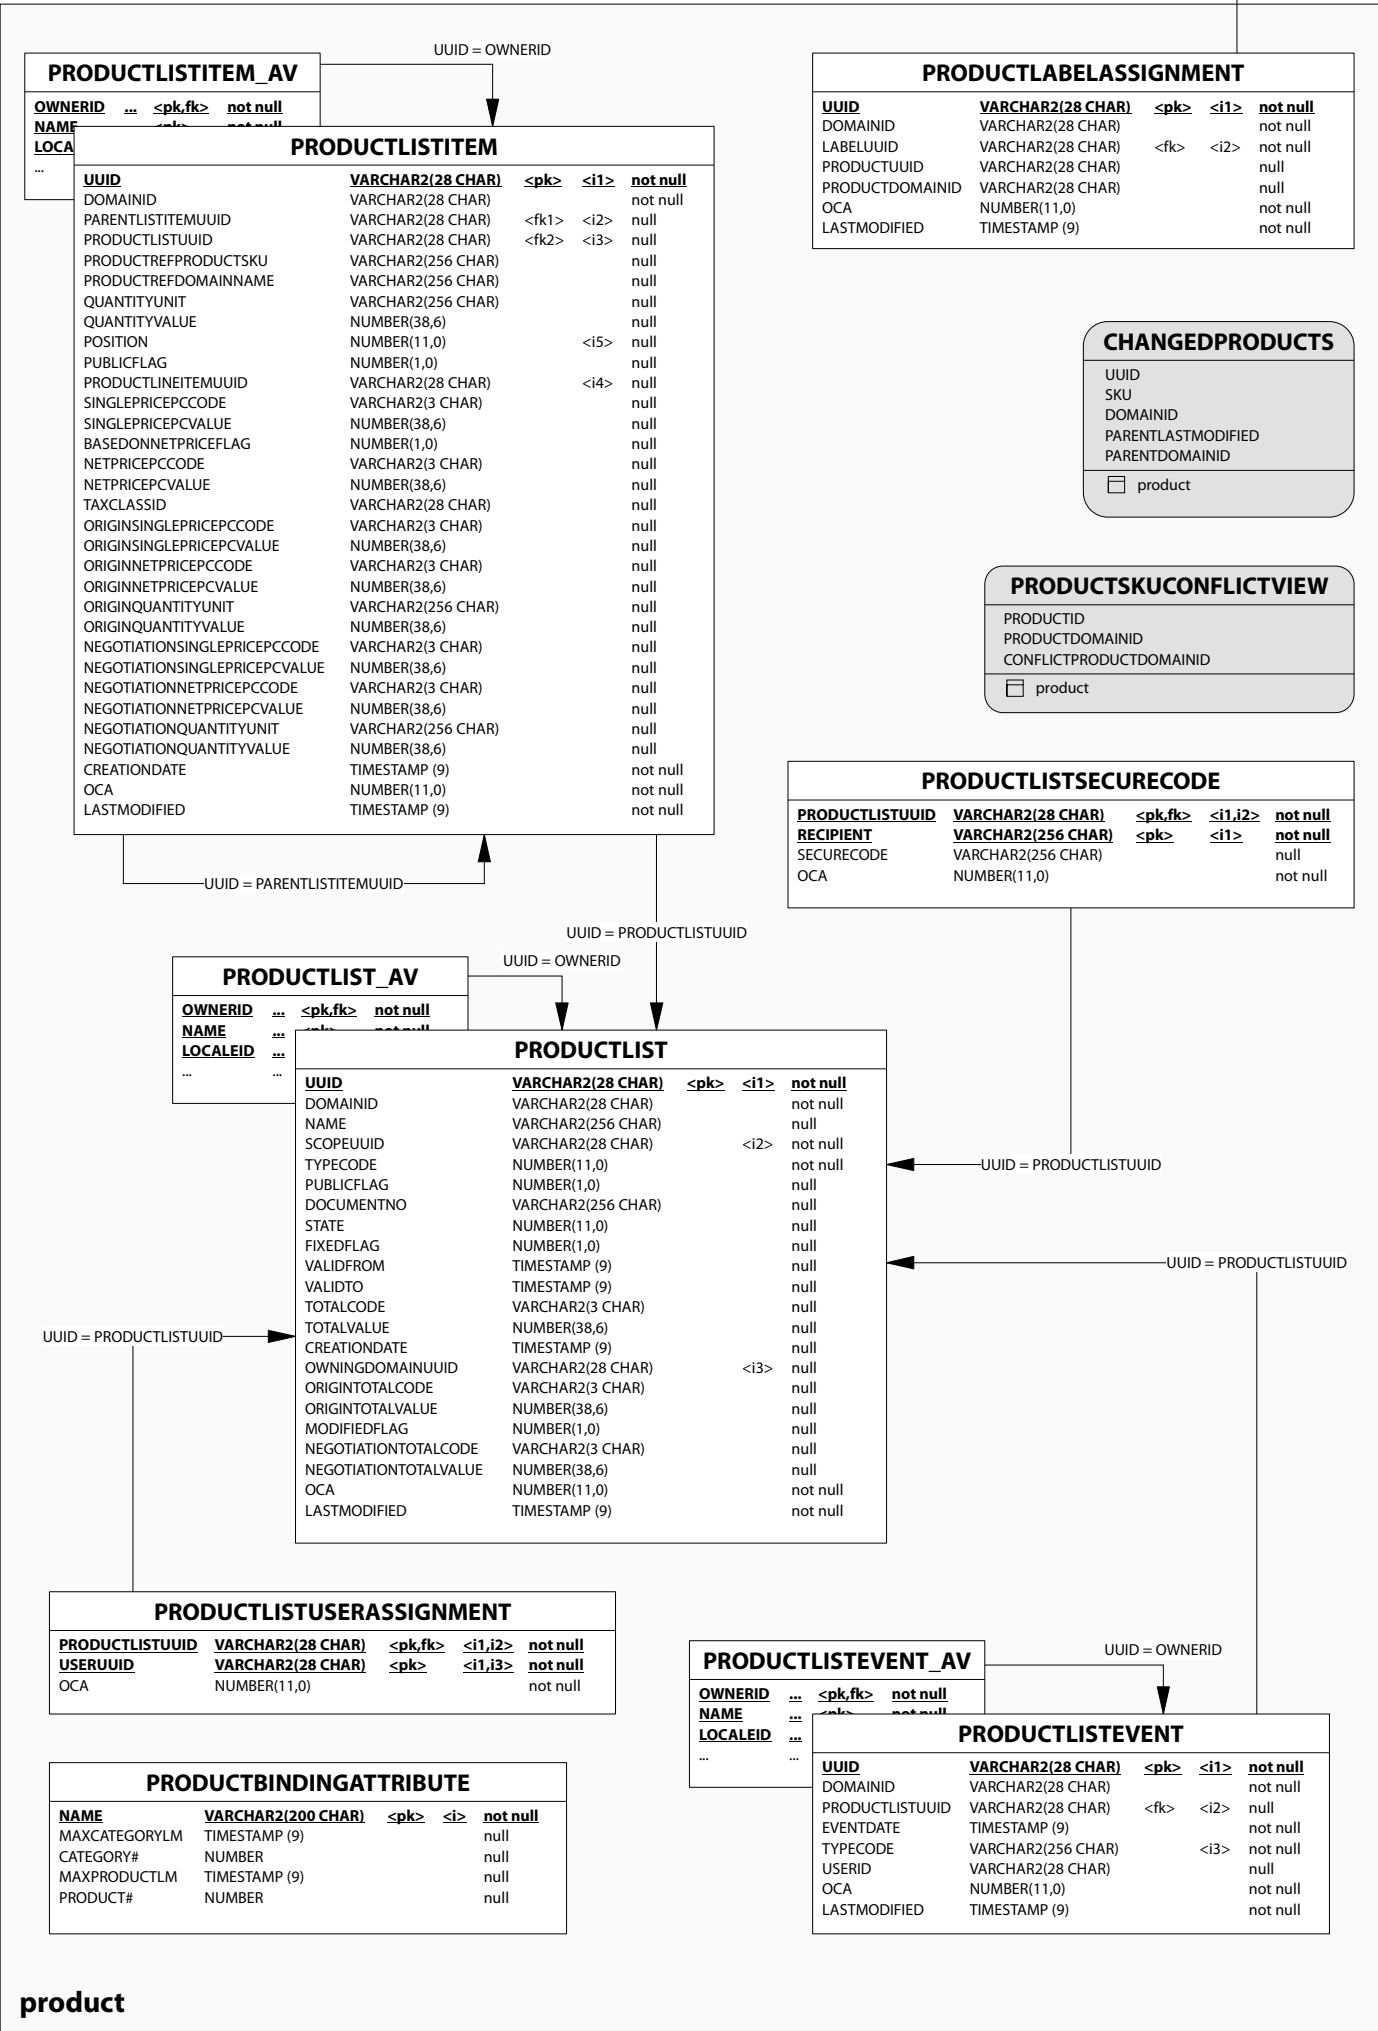 UUID = OWNERID
PRODUCTLISTITEM_AV
OWNERID ... <pk,fk> not null
NAME
LOCA
...
PRODUCTLISTITEM
UUID VARCHAR2(28 CHAR) <pk> <i1> not null
DOMAINID VARCHAR2(28 CHAR) not null
PARENTLISTITEMUUID VARCHAR2(28 CHAR) <fk1> <i2> null
PRODUCTLISTUUID VARCHAR2(28 CHAR) <fk2> <i3> null
PRODUCTREFPRODUCTSKU VARCHAR2(256 CHAR) null
PRODUCTREFDOMAINNAME VARCHAR2(256 CHAR) null
QUANTITYUNIT VARCHAR2(256 CHAR) null
QUANTITYVALUE NUMBER(38,6) null
POSITION NUMBER(11,0) <i5> null
PUBLICFLAG NUMBER(1,0) null
PRODUCTLINEITEMUUID VARCHAR2(28 CHAR) <i4> null
SINGLEPRICEPCCODE VARCHAR2(3 CHAR) null
SINGLEPRICEPCVALUE NUMBER(38,6) null
BASEDONNETPRICEFLAG NUMBER(1,0) null
NETPRICEPCCODE VARCHAR2(3 CHAR) null
NETPRICEPCVALUE NUMBER(38,6) null
TAXCLASSID VARCHAR2(28 CHAR) null
ORIGINSINGLEPRICEPCCODE VARCHAR2(3 CHAR) null
ORIGINSINGLEPRICEPCVALUE NUMBER(38,6) null
ORIGINNETPRICEPCCODE VARCHAR2(3 CHAR) null
ORIGINNETPRICEPCVALUE NUMBER(38,6) null
ORIGINQUANTITYUNIT VARCHAR2(256 CHAR) null
ORIGINQUANTITYVALUE NUMBER(38,6) null
NEGOTIATIONSINGLEPRICEPCCODE VARCHAR2(3 CHAR) null
NEGOTIATIONSINGLEPRICEPCVALUE NUMBER(38,6) null
NEGOTIATIONNETPRICEPCCODE VARCHAR2(3 CHAR) null
NEGOTIATIONNETPRICEPCVALUE NUMBER(38,6) null
NEGOTIATIONQUANTITYUNIT VARCHAR2(256 CHAR) null
NEGOTIATIONQUANTITYVALUE NUMBER(38,6) null
CREATIONDATE TIMESTAMP (9) not null
OCA NUMBER(11,0) not null
LASTMODIFIED TIMESTAMP (9) not null
UUID = PARENTLISTITEMUUID
UUID = PRODUCTLISTUUID
PRODUCTLABELASSIGNMENT
UUID VARCHAR2(28 CHAR) <pk> <i1> not null
DOMAINID VARCHAR2(28 CHAR) not null
LABELUUID VARCHAR2(28 CHAR) <fk> <i2> not null
PRODUCTUUID VARCHAR2(28 CHAR) null
PRODUCTDOMAINID VARCHAR2(28 CHAR) null
OCA NUMBER(11,0) not null
LASTMODIFIED TIMESTAMP (9) not null
CHANGEDPRODUCTS
UUID
SKU
DOMAINID
PARENTLASTMODIFIED
PARENTDOMAINID
product
PRODUCTSKUCONFLICTVIEW
PRODUCTID
PRODUCTDOMAINID
CONFLICTPRODUCTDOMAINID
product
PRODUCTLISTSECURECODE
PRODUCTLISTUUID VARCHAR2(28 CHAR) <pk,fk> <i1,i2> not null
RECIPIENT VARCHAR2(256 CHAR) <pk> <i1> not null
SECURECODE VARCHAR2(256 CHAR) null
OCA NUMBER(11,0) not null
UUID = PRODUCTLISTUUID
UUID = OWNERID
PRODUCTLIST_AV
OWNERID ... <pk,fk> not null
NAME ...
LOCALEID ...
... ...
PRODUCTLIST
UUID VARCHAR2(28 CHAR) <pk> <i1> not null
DOMAINID VARCHAR2(28 CHAR) not null
NAME VARCHAR2(256 CHAR) null
SCOPEUUID VARCHAR2(28 CHAR) <i2> not null
TYPECODE NUMBER(11,0) not null
PUBLICFLAG NUMBER(1,0) null
DOCUMENTNO VARCHAR2(256 CHAR) null
STATE NUMBER(11,0) null
FIXEDFLAG NUMBER(1,0) null
VALIDFROM TIMESTAMP (9) null
VALIDTO TIMESTAMP (9) null
TOTALCODE VARCHAR2(3 CHAR) null
TOTALVALUE NUMBER(38,6) null
CREATIONDATE TIMESTAMP (9) null
OWNINGDOMAINUUID VARCHAR2(28 CHAR) <i3> null
ORIGINTOTALCODE VARCHAR2(3 CHAR) null
ORIGINTOTALVALUE NUMBER(38,6) null
MODIFIEDFLAG NUMBER(1,0) null
NEGOTIATIONTOTALCODE VARCHAR2(3 CHAR) null
NEGOTIATIONTOTALVALUE NUMBER(38,6) null
OCA NUMBER(11,0) not null
LASTMODIFIED TIMESTAMP (9) not null
UUID = PRODUCTLISTUUID
UUID = PRODUCTLISTUUID
PRODUCTLISTUSERASSIGNMENT
PRODUCTLISTUUID VARCHAR2(28 CHAR) <pk,fk> <i1,i2> not null
USERUUID VARCHAR2(28 CHAR) <pk> <i1,i3> not null
OCA NUMBER(11,0) not null
PRODUCTBINDINGATTRIBUTE
NAME VARCHAR2(200 CHAR) <pk> <i> not null
MAXCATEGORYLM TIMESTAMP (9) null
CATEGORY# NUMBER null
MAXPRODUCTLM TIMESTAMP (9) null
PRODUCT# NUMBER null
UUID = OWNERID
PRODUCTLISTEVENT_AV
OWNERID ... <pk,fk> not null
NAME ...
LOCALEID ...
... ...
PRODUCTLISTEVENT
UUID VARCHAR2(28 CHAR) <pk> <i1> not null
DOMAINID VARCHAR2(28 CHAR) not null
PRODUCTLISTUUID VARCHAR2(28 CHAR) <fk> <i2> null
EVENTDATE TIMESTAMP (9) not null
TYPECODE VARCHAR2(256 CHAR) <i3> not null
USERID VARCHAR2(28 CHAR) null
OCA NUMBER(11,0) not null
LASTMODIFIED TIMESTAMP (9) not null
product